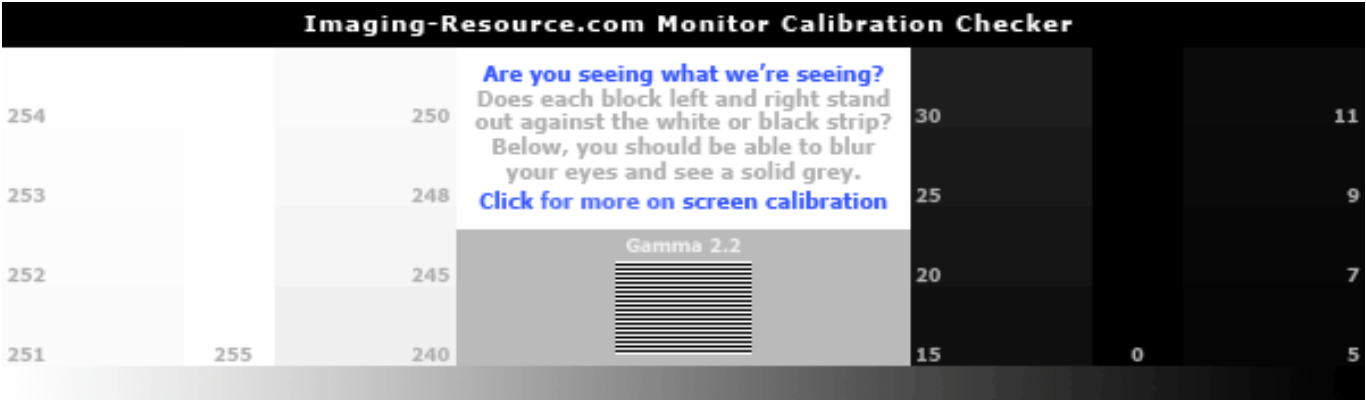 Imaging-Resource.com Monitor Calibration Checker
Are you seeing what we’re seeing?
Does each block left and right stand
out against the white or black strip?
Below, you should be able to blur
your eyes and see a solid grey.
Click for more on screen calibration
Gamma 2.2
254 250 30 11
253 248 25 9
252 245 20 7
251 255 240 15 0 5